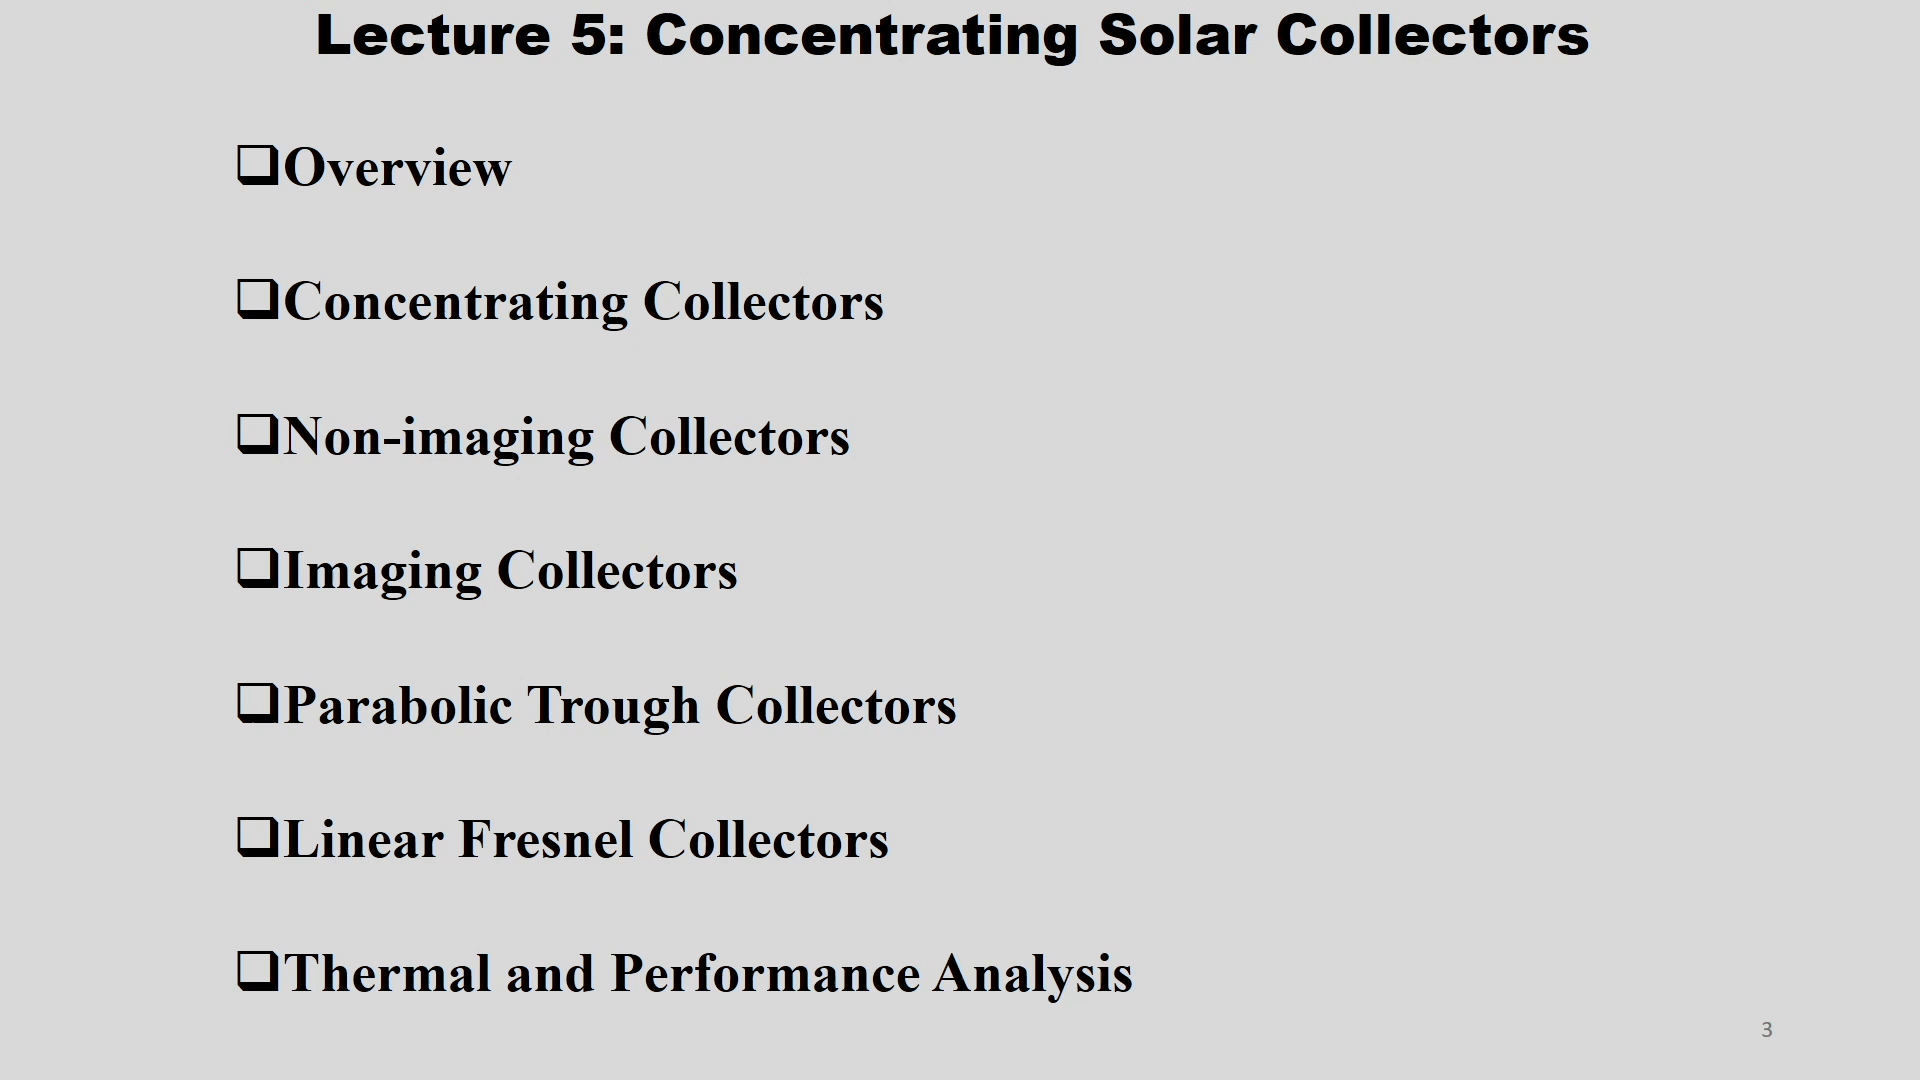 Lecture 5: Concentrating Solar Collectors
❑Overview
❑Concentrating Collectors
❑Non-imaging Collectors
❑Imaging Collectors
❑Parabolic Trough Collectors
❑Linear Fresnel Collectors
❑Thermal and Performance Analysis
3